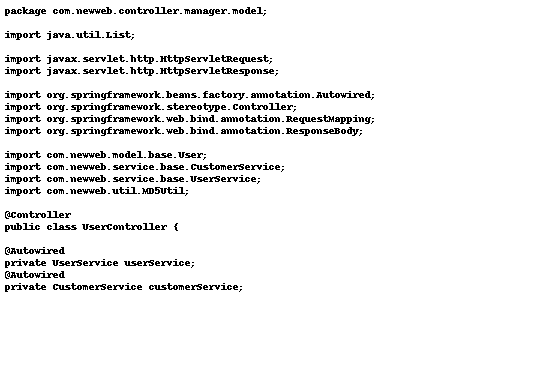 package com.newweb.controller.manager.model;
import java.util.List;
import javax.servlet.http.HttpServletRequest;
import javax.servlet.http.HttpServletResponse;
import org.springframework.beans.factory.annotation.Autowired;
import org.springframework.stereotype.Controller;
import org.springframework.web.bind.annotation.RequestMapping;
import org.springframework.web.bind.annotation.ResponseBody;
import com.newweb.model.base.User;
import com.newweb.service.base.CustomerService;
import com.newweb.service.base.UserService;
import com.newweb.util.MD5Util;
@Controller
public class UserController {
@Autowired
private UserService userService;
@Autowired
private CustomerService customerService;